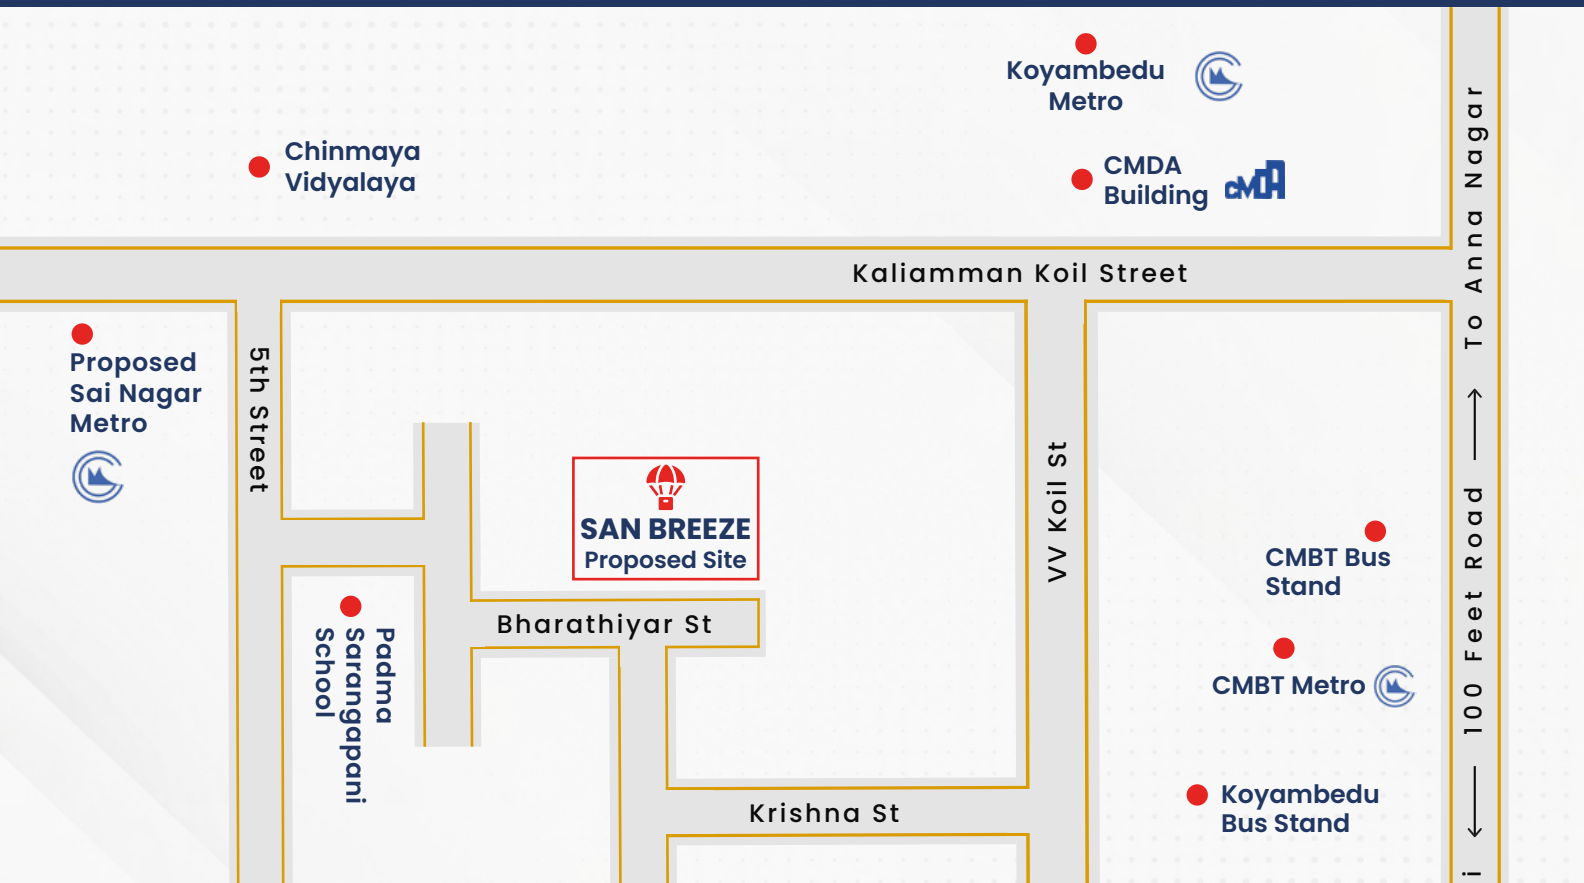 Koyambedu
Metro
Chinmaya
Vidyalaya
CMDA
Building
CMDA
Kaliamman Koil Street
To Anna Nagar
Proposed
Sai Nagar
Metro
5th Street
SAN BREEZE
Proposed Site
VV Koil St
100 Feet Road
CMBT Bus
Stand
Bharathiyar St
Padma
Sarangapani
School
CMBT Metro
Koyambedu
Bus Stand
Krishna St